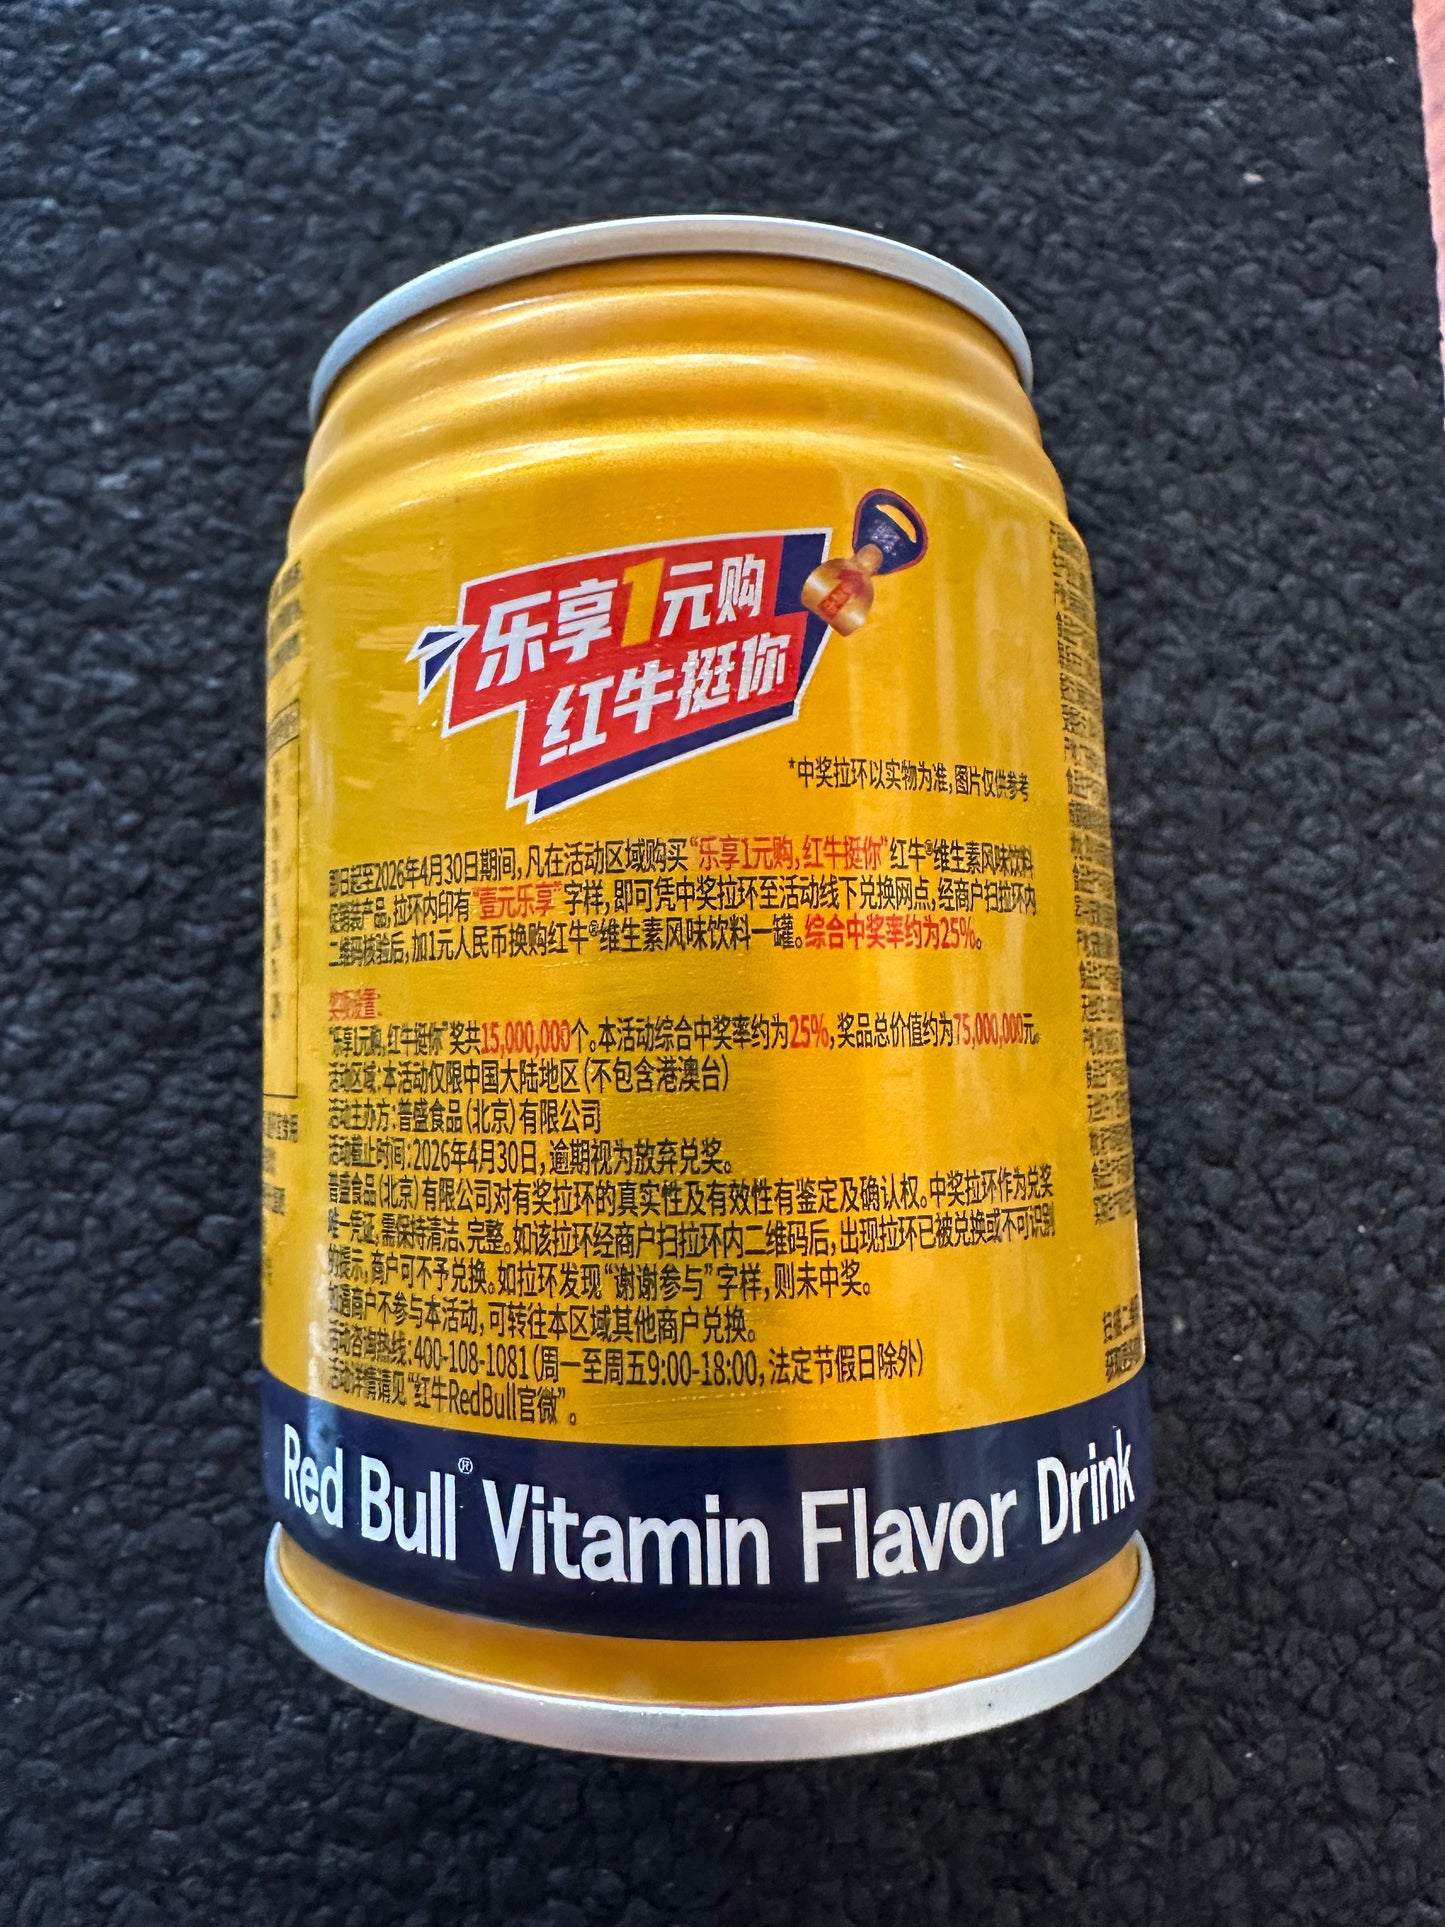 乐享1元购
红牛挺你
*中奖拉环以实物为准,图片仅供参考
即日起至2026年4月30日期间,凡在活动区域购买“乐享1元购,红牛挺你”红牛®维生素风味饮料
促销装产品,拉环内印有“壹元乐享”字样,即可凭中奖拉环至活动线下兑换网点,经商户扫拉环内
二维码核验后,加1元人民币换购红牛®维生素风味饮料一罐。综合中奖率约为25%。
奖项设置:
“乐享1元购,红牛挺你”奖共15,000,000个。本活动综合中奖率约为25%,奖品总价值约为75,000,000元。
活动区域:本活动仅限中国大陆地区(不包含港澳台)
活动主办方:普盛食品(北京)有限公司
活动截止时间:2026年4月30日,逾期视为放弃兑奖。
普盛食品(北京)有限公司对有奖拉环的真实性及有效性有鉴定及确认权。中奖拉环作为兑奖
唯一凭证,需保持清洁、完整。如该拉环经商户扫拉环内二维码后,出现拉环已被兑换或不可识别
的提示,商户可不予兑换。如拉环发现“谢谢参与”字样,则未中奖。
如遇商户不参与本活动,可转往本区域其他商户兑换。
活动咨询热线:400-108-1081(周一至周五9:00-18:00,法定节假日除外)
活动详情请见“红牛RedBull官微”。
Red Bull® Vitamin Flavor Drink